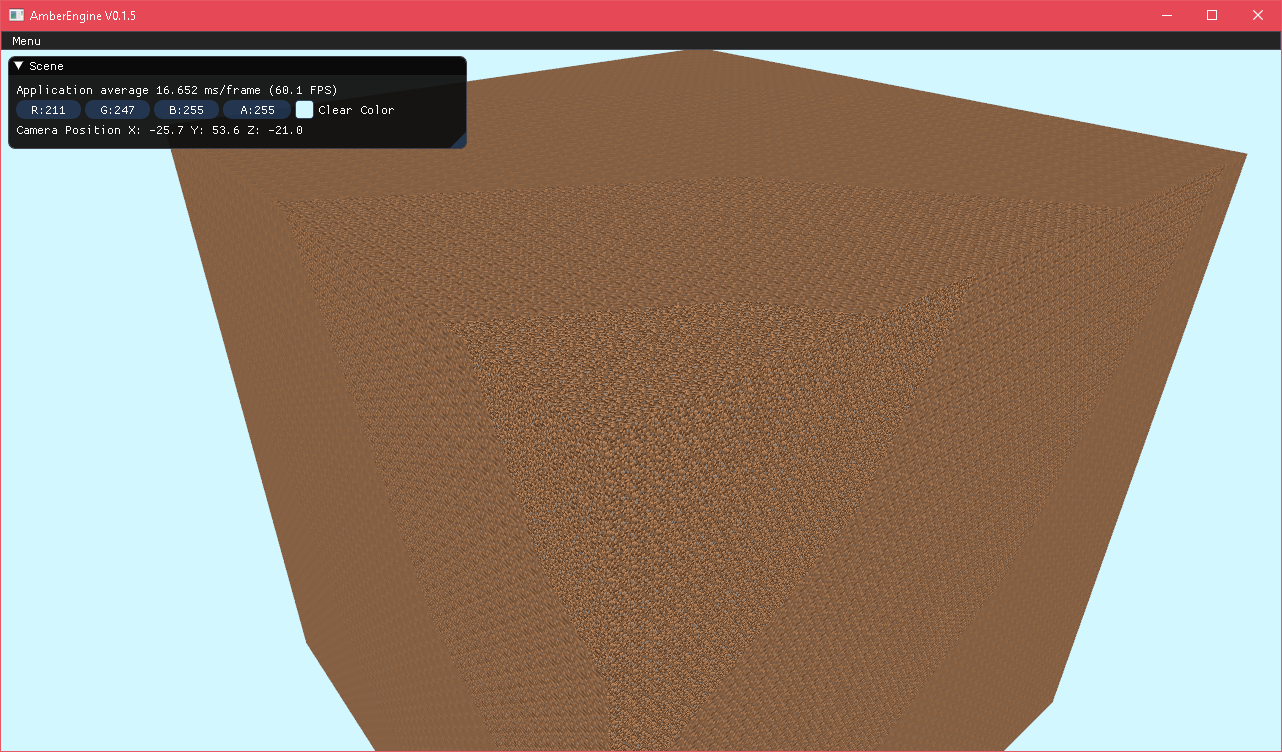 AmberEngine V0.1.5
Menu
Scene
Application average 16.652 ms/frame (60.1 FPS)
R:211 G:247 B:255 A:255 Clear Color
Camera Position X: -25.7 Y: 53.6 Z: -21.0